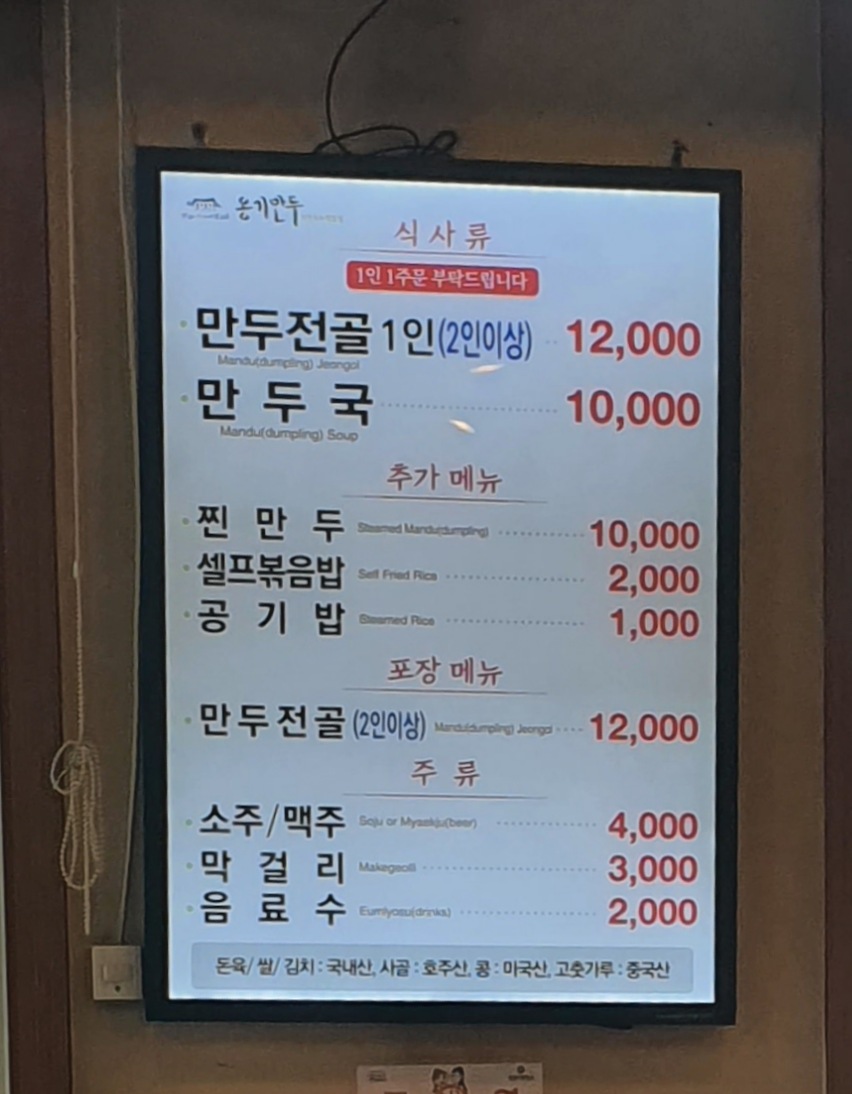 온기만두
식사류
1인 1주문 부탁드립니다
만두전골 1인(2인이상) 12,000
Mandu(dumpling) Jeongol
만두국 10,000
Mandu(dumpling) Soup
추가 메뉴
찐만두 Steamed Mandu(dumpling) 10,000
셀프볶음밥 Self Fried Rice 2,000
공기밥 Steamed Rice 1,000
포장 메뉴
만두전골(2인이상) Mandu(dumpling) Jeongol 12,000
주류
소주/맥주 Soju or Myaekju(beer) 4,000
막걸리 Makegeolli 3,000
음료수 Eumlyosu(drinks) 2,000
돈육/ 쌀/ 김치 : 국내산, 사골 : 호주산, 콩 : 미국산, 고춧가루 : 중국산